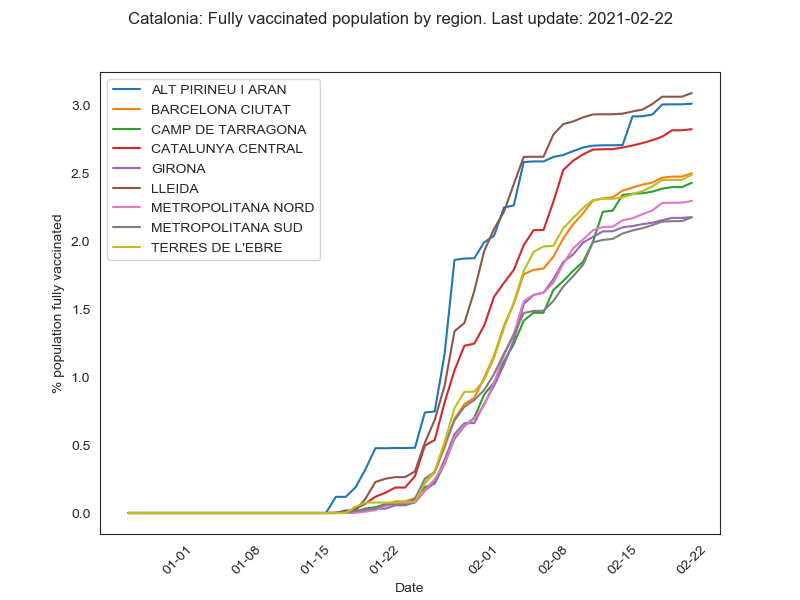 Catalonia: Fully vaccinated population by region. Last update: 2021-02-22
ALT PIRINEU I ARAN
BARCELONA CIUTAT
CAMP DE TARRAGONA
CATALUNYA CENTRAL
GIRONA
LLEIDA
METROPOLITANA NORD
METROPOLITANA SUD
TERRES DE L'EBRE
% population fully vaccinated
3.0
2.5
2.0
1.5
1.0
0.5
0.0
01-01
01-08
01-15
01-22
02-01
02-08
02-15
02-22
Date